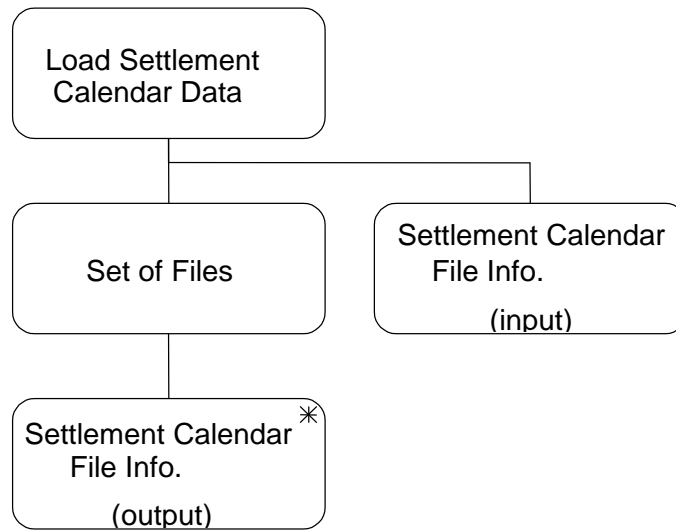 Load Settlement
Calendar Data
Set of Files
Settlement Calendar
File Info.
(input)
Settlement Calendar
File Info.
(output)